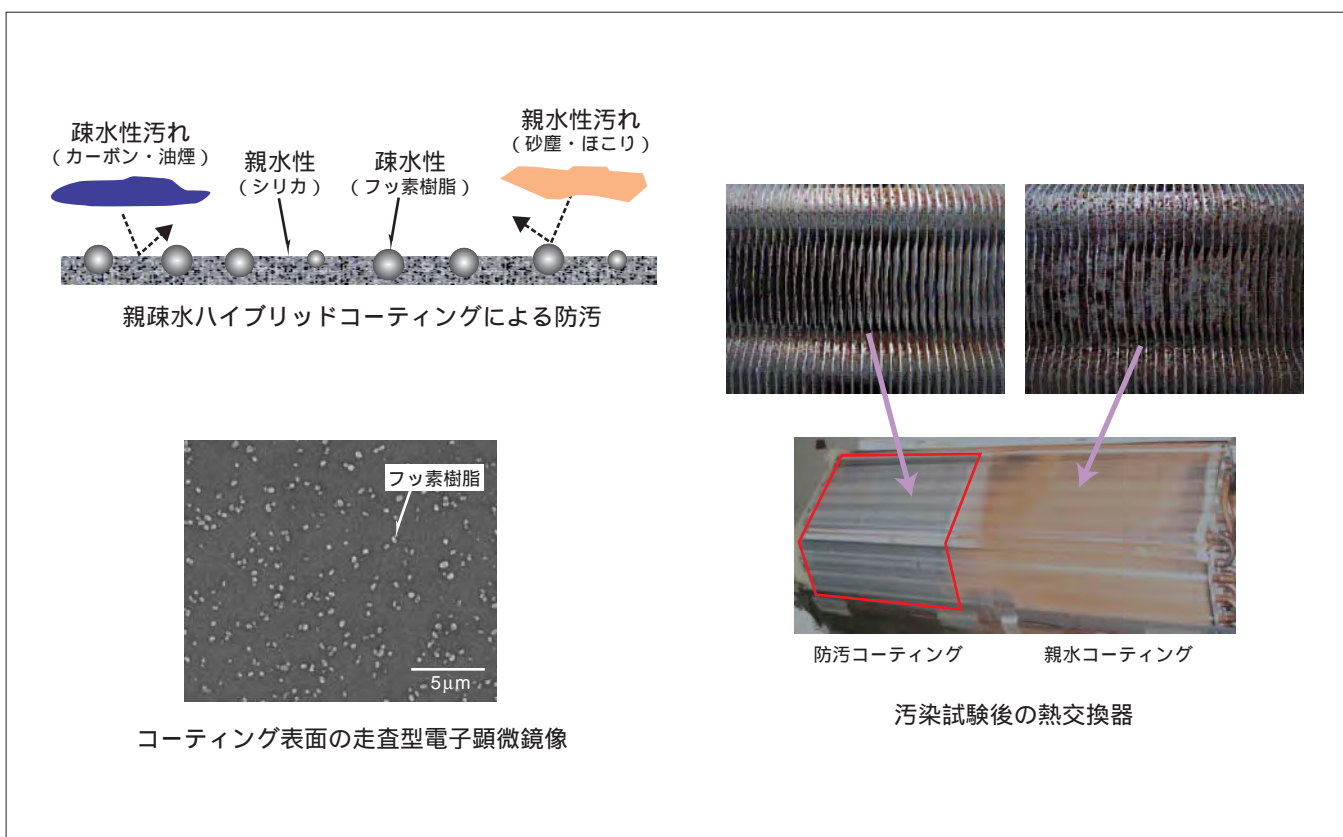 疎水性汚れ
（カーボン・油煙）
親水性
（シリカ）
疎水性
（フッ素樹脂）
親水性汚れ
（砂塵・ほこり）
親疎水ハイブリッドコーティングによる防汚
フッ素樹脂
5μm
コーティング表面の走査型電子顕微鏡像
防汚コーティング
親水コーティング
汚染試験後の熱交換器